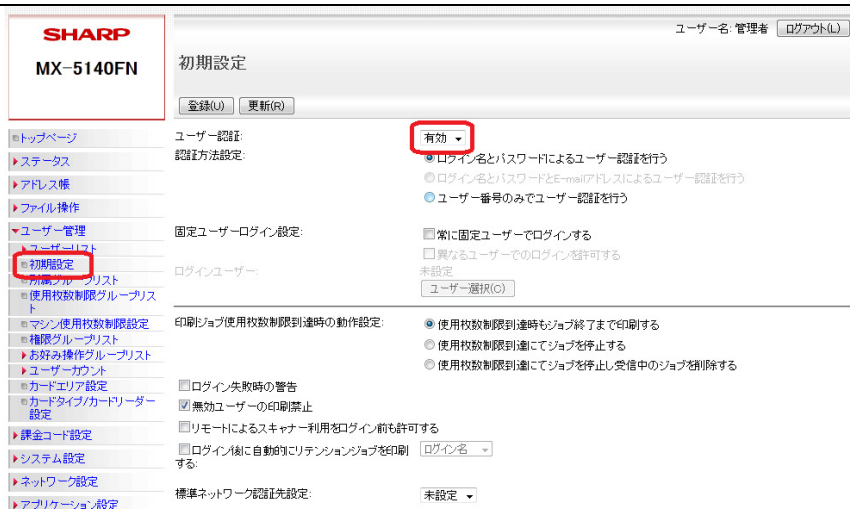 SHARP
MX-5140FN
ユーザー名: 管理者 ログアウト(L)
初期設定
登録(U) 更新(R)
トップページ
ステータス
アドレス帳
ファイル操作
ユーザー管理
ユーザーリスト
初期設定
所属グループリスト
使用枚数制限グループリス
ト
マシン使用枚数制限設定
権限グループリスト
お好み操作グループリスト
ユーザーカウント
カードエリア設定
カードタイプ/カードリーダー
設定
課金コード設定
システム設定
ネットワーク設定
アプリケーション設定
ユーザー認証: 有効
認証方法設定: ログイン名とパスワードによるユーザー認証を行う
ログイン名とパスワードとE-mailアドレスによるユーザー認証を行う
ユーザー番号のみでユーザー認証を行う
固定ユーザーログイン設定: 常に固定ユーザーでログインする
異なるユーザーでのログインを許可する
ログインユーザー: 未設定
ユーザー選択(C)
印刷ジョブ使用枚数制限到達時の動作設定: 使用枚数制限到達時もジョブ終了まで印刷する
使用枚数制限到達にてジョブを停止する
使用枚数制限到達にてジョブを停止し受信中のジョブを削除する
ログイン失敗時の警告
無効ユーザーの印刷禁止
リモートによるスキャナー利用をログイン前も許可する
ログイン後に自動的にリテンションジョブを印刷 ログイン名
する:
標準ネットワーク認証先設定: 未設定